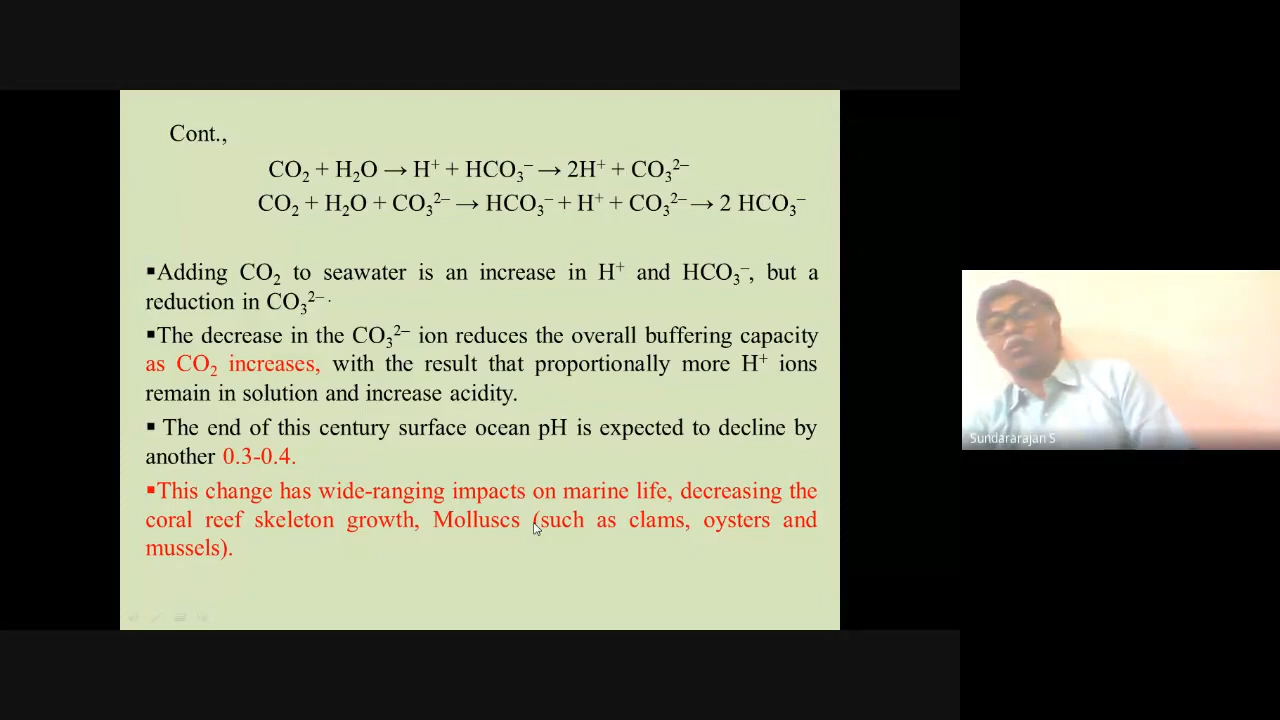 Cont.,
CO₂ + H₂O → H⁺ + HCO₃⁻ → 2H⁺ + CO₃²⁻
CO₂ + H₂O + CO₃²⁻ → HCO₃⁻ + H⁺ + CO₃²⁻ → 2 HCO₃⁻
▪Adding CO₂ to seawater is an increase in H⁺ and HCO₃⁻, but a
reduction in CO₃²⁻ .
▪The decrease in the CO₃²⁻ ion reduces the overall buffering capacity
as CO₂ increases, with the result that proportionally more H⁺ ions
remain in solution and increase acidity.
▪ The end of this century surface ocean pH is expected to decline by
another 0.3-0.4.
▪This change has wide-ranging impacts on marine life, decreasing the
coral reef skeleton growth, Molluscs (such as clams, oysters and
mussels).
Sundararajan S